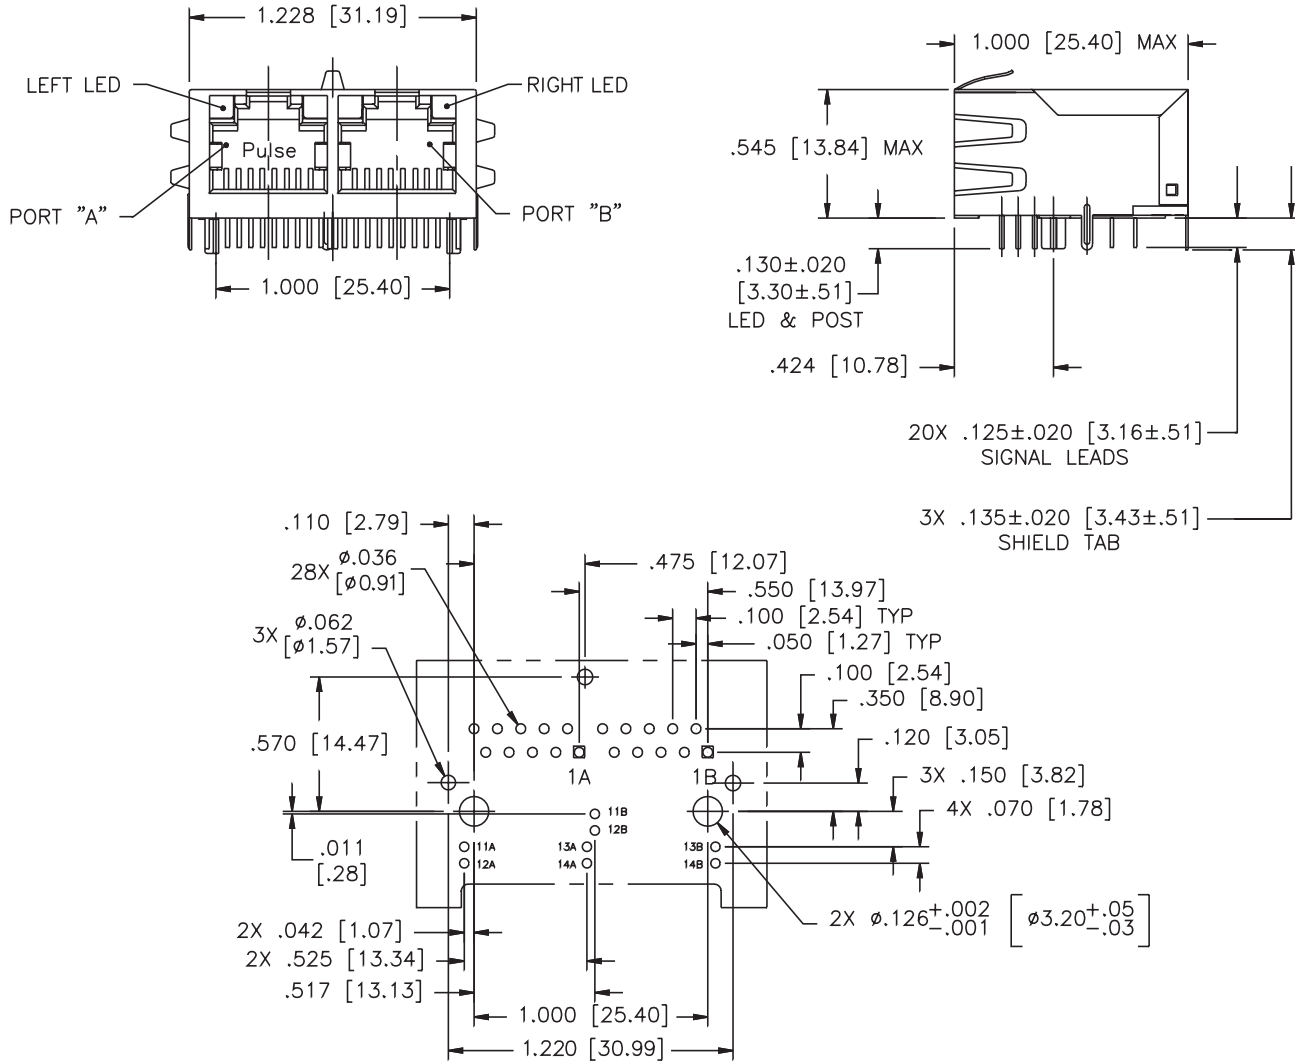 1.228 [31.19]
LEFT LED
RIGHT LED
Pulse
PORT "A"
PORT "B"
1.000 [25.40]
1.000 [25.40] MAX
.545 [13.84] MAX
.130±.020
[3.30±.51]
LED & POST
.424 [10.78]
20X .125±.020 [3.16±.51]
SIGNAL LEADS
3X .135±.020 [3.43±.51]
SHIELD TAB
.110 [2.79]
28X ø.036
[ø0.91]
3X ø.062
[ø1.57]
.475 [12.07]
.550 [13.97]
.100 [2.54] TYP
.050 [1.27] TYP
.100 [2.54]
.350 [8.90]
.570 [14.47]
.120 [3.05]
1A
1B
3X .150 [3.82]
4X .070 [1.78]
11B
12B
.011
[.28]
11A
13A
13B
12A
14A
14B
2X ø.126 +.002 -.001 [ø3.20 +.05 -.03]
2X .042 [1.07]
2X .525 [13.34]
.517 [13.13]
1.000 [25.40]
1.220 [30.99]